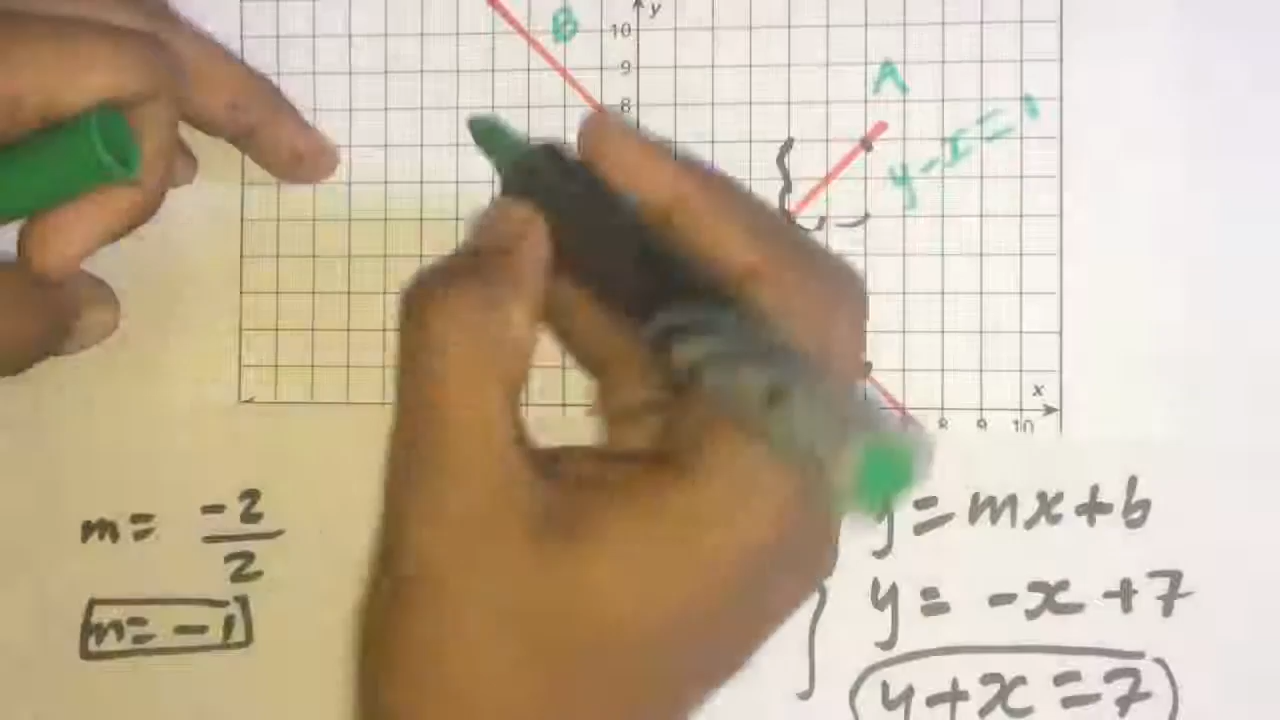 y
10
9
8
B
A
y-x=1
x
8 9 10
m= -2/2
m= -1
y=mx+b
y= -x+7
y+x=7